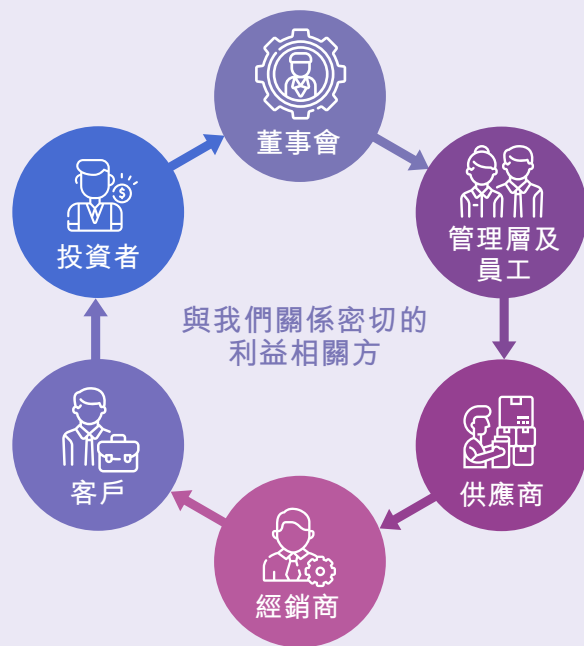 董事會
管理層及
員工
供應商
經銷商
客戶
投資者
與我們關係密切的
利益相關方